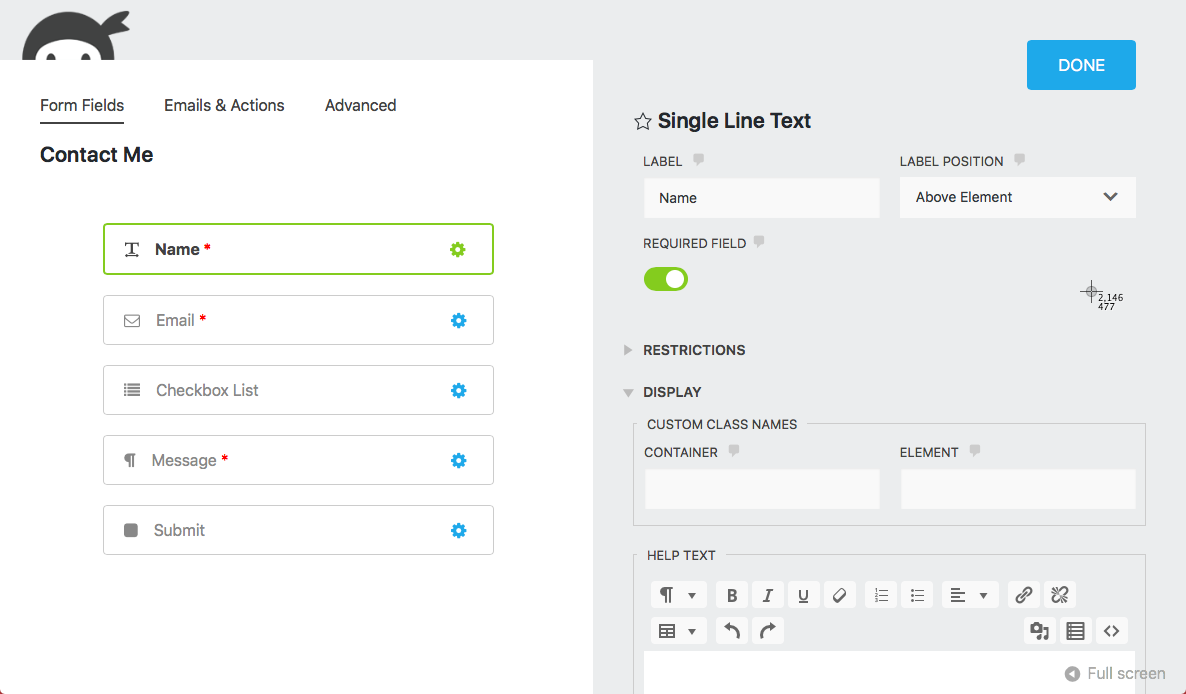 DONE
Form Fields Emails & Actions Advanced
Contact Me
Name *
Email *
Checkbox List
Message *
Submit
Single Line Text
LABEL LABEL POSITION
Name Above Element
REQUIRED FIELD
2,146
477
RESTRICTIONS
DISPLAY
CUSTOM CLASS NAMES
CONTAINER ELEMENT
HELP TEXT
B I U
Full screen